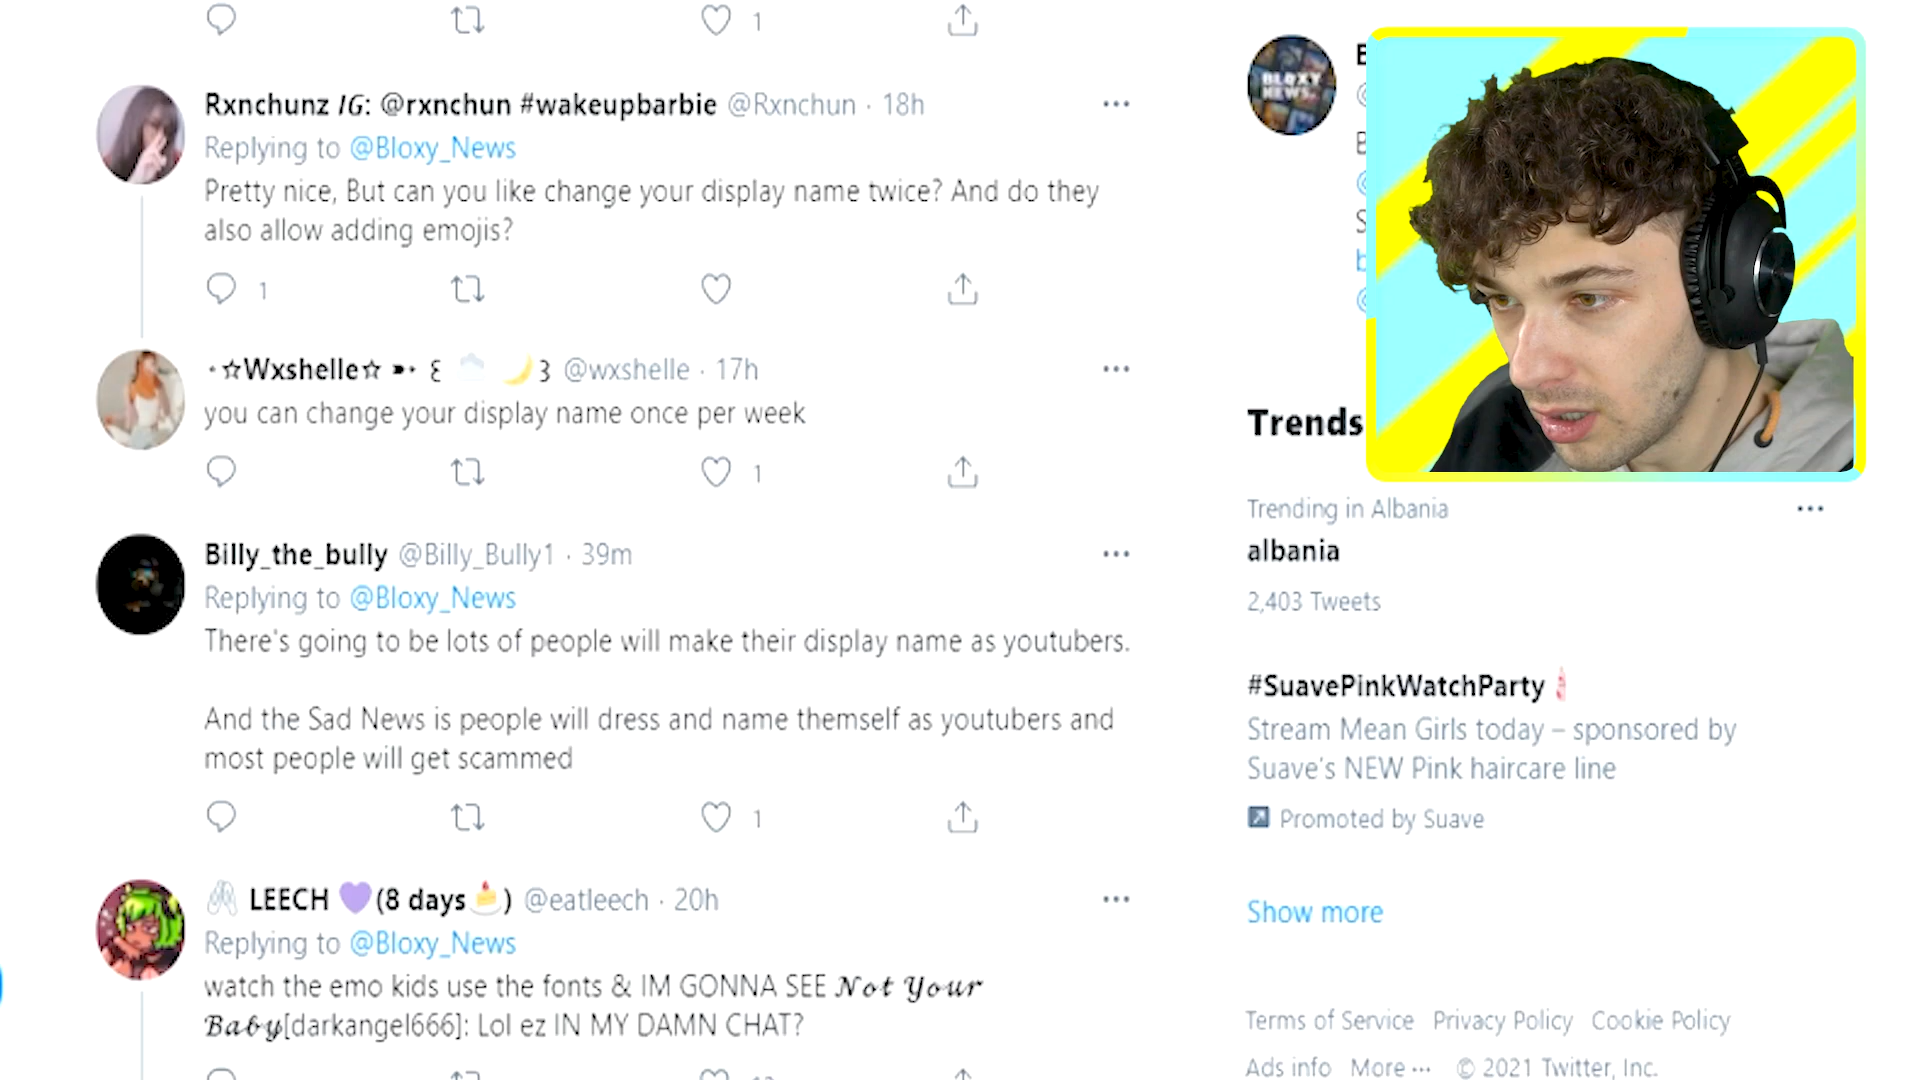 1
Rxnchunz IG: @rxnchun #wakeupbarbie @Rxnchun · 18h
Replying to @Bloxy_News
Pretty nice, But can you like change your display name twice? And do they
also allow adding emojis?
1
⋆☆Wxshelle☆ ➽· ꒰ 🌧️ 🌙 ꒱ @wxshelle · 17h
you can change your display name once per week
1
Billy_the_bully @Billy_Bully1 · 39m
Replying to @Bloxy_News
There's going to be lots of people will make their display name as youtubers.
And the Sad News is people will dress and name themself as youtubers and
most people will get scammed
1
LEECH 💜(8 days🍰) @eatleech · 20h
Replying to @Bloxy_News
watch the emo kids use the fonts & IM GONNA SEE 𝓝𝓸𝓽 𝓨𝓸𝓾𝓻
𝓑𝓪𝓫𝔂[darkangel666]: Lol ez IN MY DAMN CHAT?
BLOXY
NEWS
Trends
Trending in Albania
albania
2,403 Tweets
#SuavePinkWatchParty
Stream Mean Girls today – sponsored by
Suave's NEW Pink haircare line
Promoted by Suave
Show more
Terms of Service Privacy Policy Cookie Policy
Ads info More ··· © 2021 Twitter, Inc.